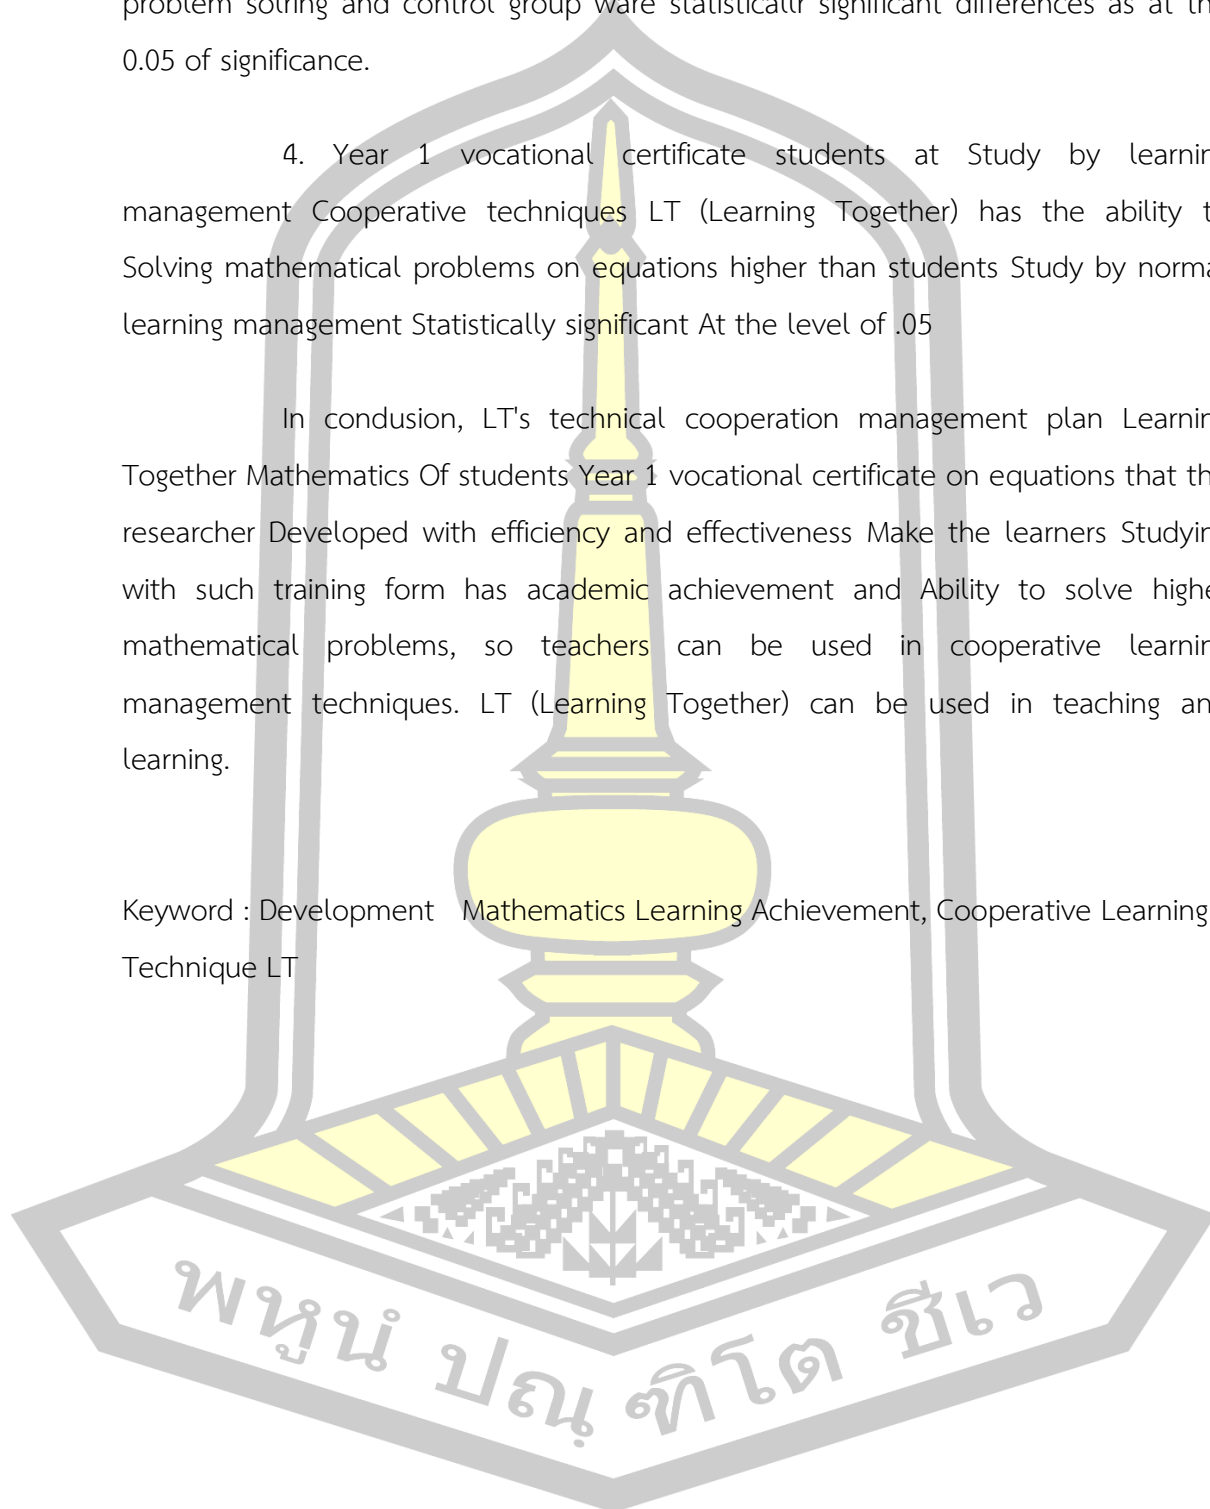 problem solring and control group ware statisticallr significant differences as at th
0.05 of significance.
4. Year 1 vocational certificate students at Study by learnin
management Cooperative techniques LT (Learning Together) has the ability t
Solving mathematical problems on equations higher than students Study by norma
learning management Statistically significant At the level of .05
In condusion, LT's technical cooperation management plan Learnin
Together Mathematics Of students Year 1 vocational certificate on equations that th
researcher Developed with efficiency and effectiveness Make the learners Studyin
with such training form has academic achievement and Ability to solve highe
mathematical problems, so teachers can be used in cooperative learnin
management techniques. LT (Learning Together) can be used in teaching an
learning.
Keyword : Development Mathematics Learning Achievement, Cooperative Learning
Technique LT
พหูนํ ปณฺฑิโต ชีเว